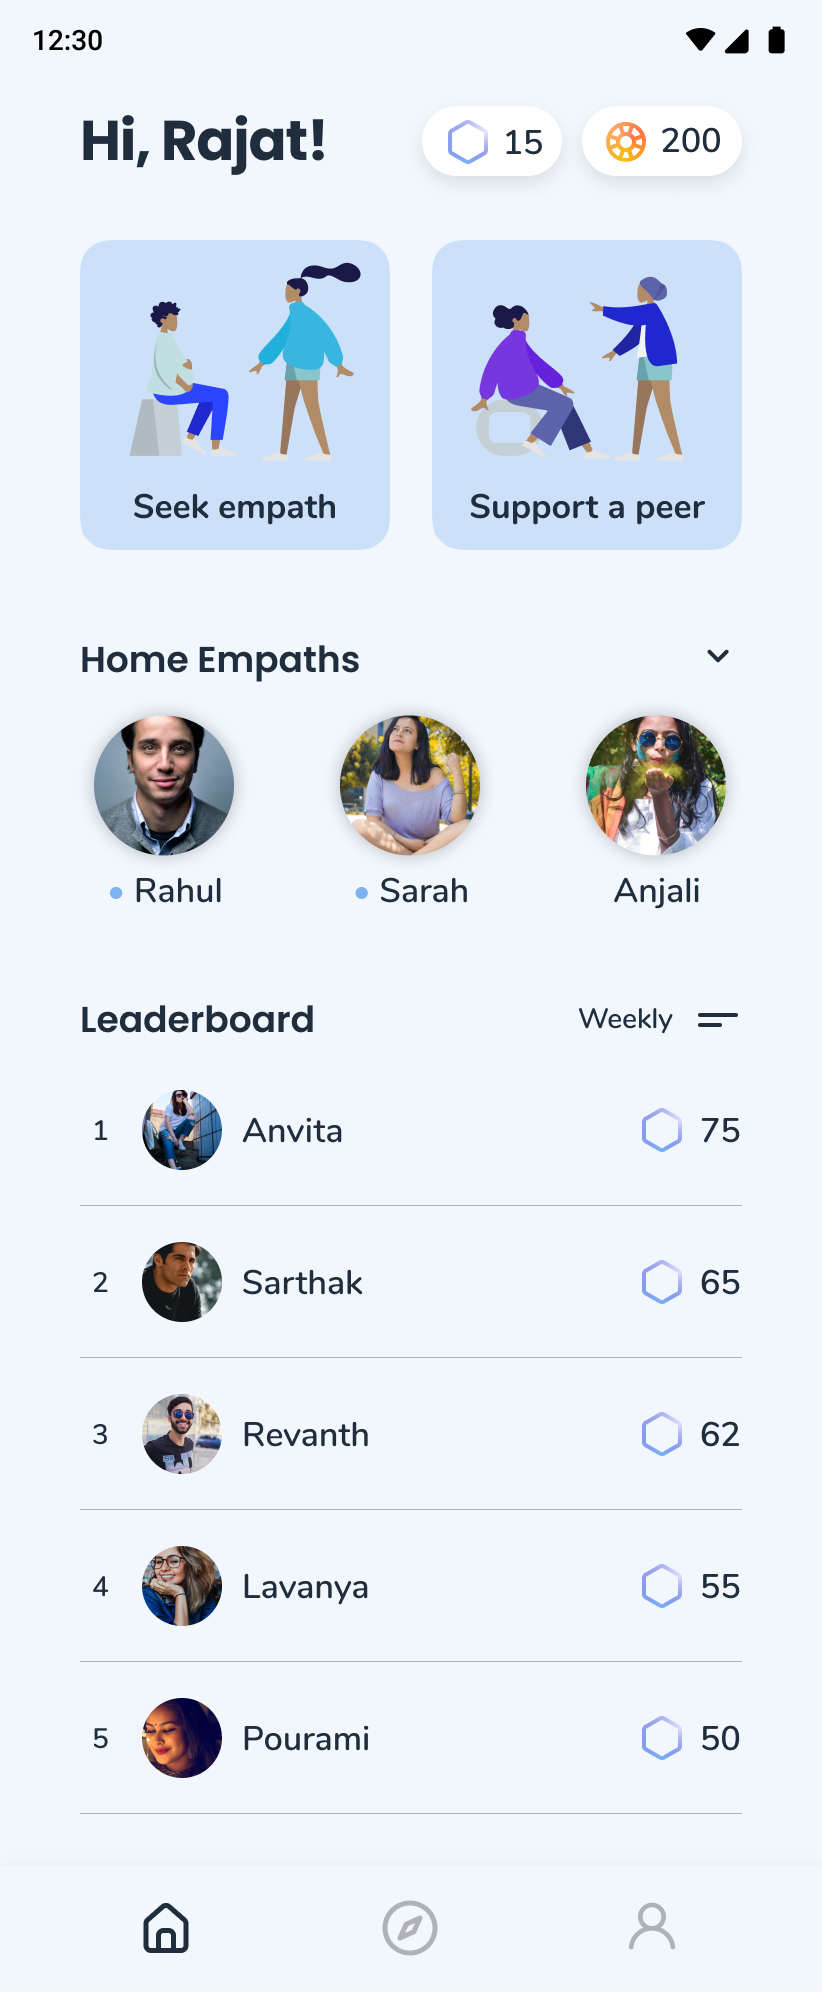 12:30
Hi, Rajat!
15
200
Seek empath
Support a peer
Home Empaths
Rahul
Sarah
Anjali
Leaderboard
Weekly
1 Anvita 75
2 Sarthak 65
3 Revanth 62
4 Lavanya 55
5 Pourami 50